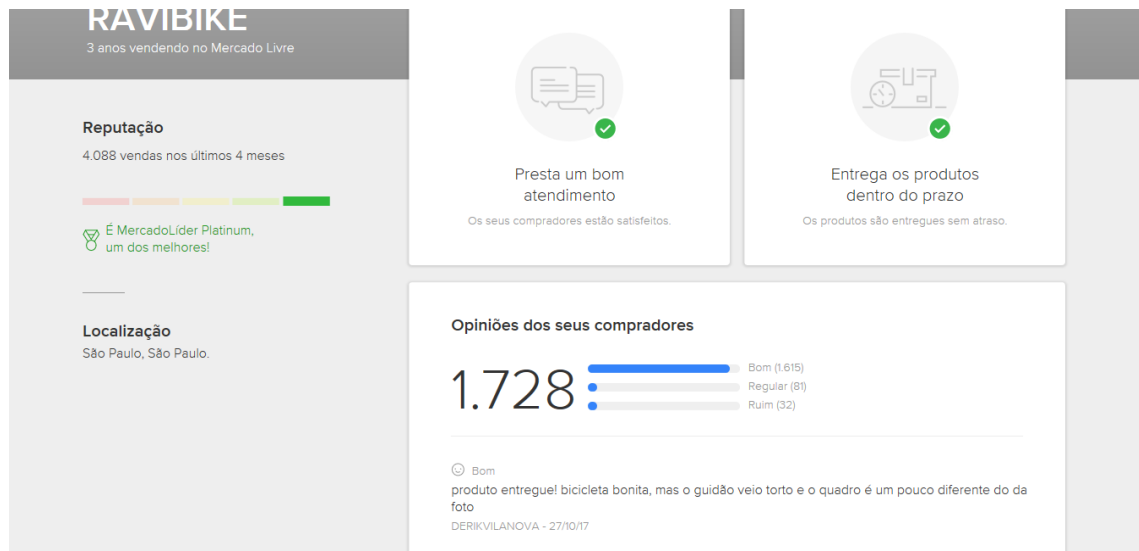 RAVIBIKE
3 anos vendendo no Mercado Livre
Reputação
4.088 vendas nos últimos 4 meses
É MercadoLíder Platinum,
um dos melhores!
Localização
São Paulo, São Paulo.
Presta um bom
atendimento
Os seus compradores estão satisfeitos.
Entrega os produtos
dentro do prazo
Os produtos são entregues sem atraso.
Opiniões dos seus compradores
1.728
Bom (1.615)
Regular (81)
Ruim (32)
Bom
produto entregue! bicicleta bonita, mas o guidão veio torto e o quadro é um pouco diferente do da
foto
DERIKVILANOVA - 27/10/17